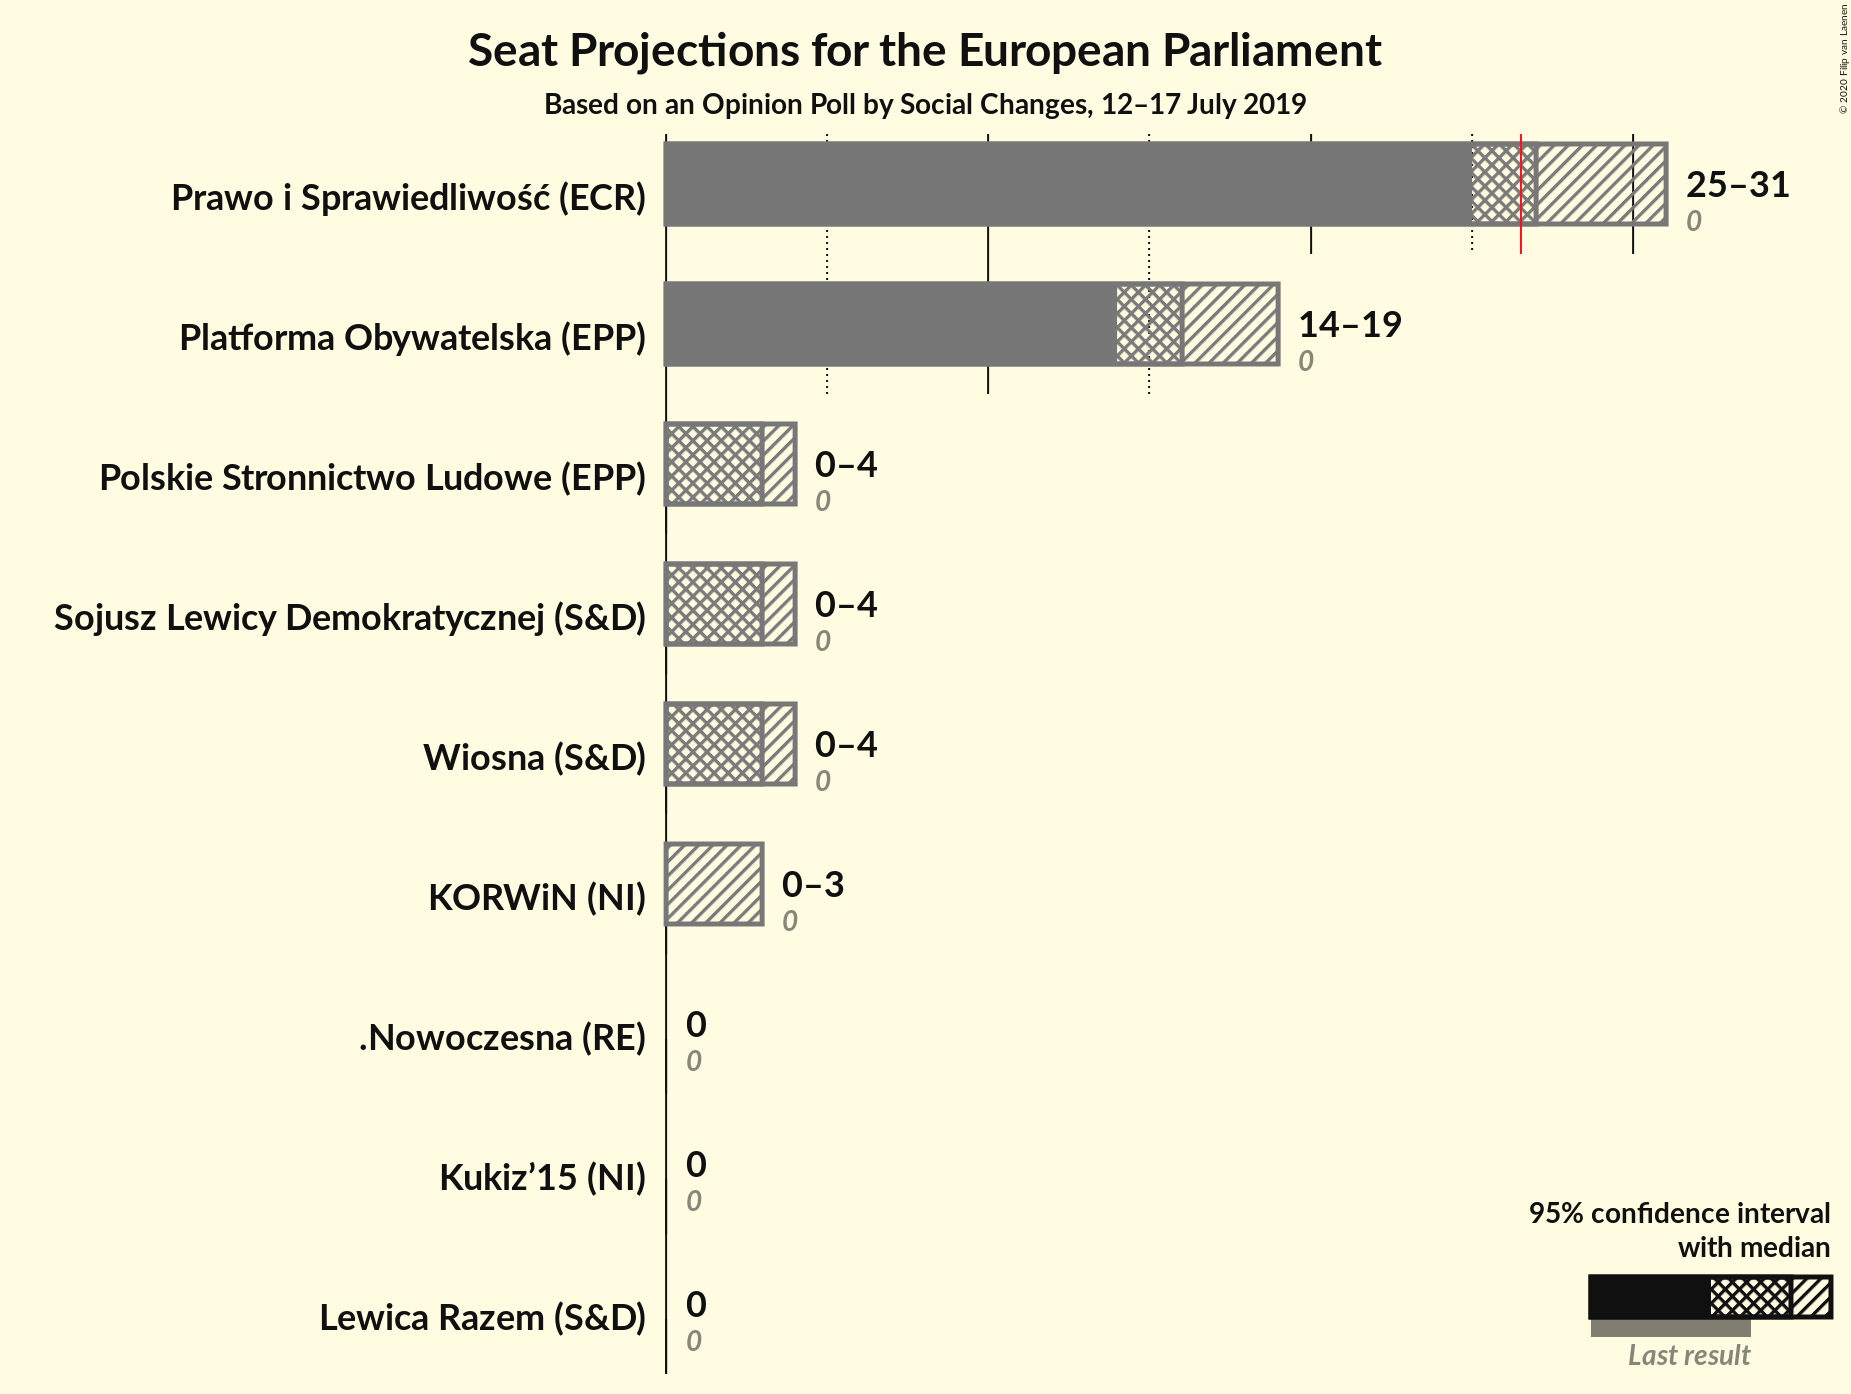 Seat Projections for the European Parliament
Based on an Opinion Poll by Social Changes, 12–17 July 2019
© 2020 Filip van Laenen
Prawo i Sprawiedliwość (ECR)
25–31
0
Platforma Obywatelska (EPP)
14–19
0
Polskie Stronnictwo Ludowe (EPP)
0–4
0
Sojusz Lewicy Demokratycznej (S&D)
0–4
0
Wiosna (S&D)
0–4
0
KORWiN (NI)
0–3
0
.Nowoczesna (RE)
0
0
Kukiz’15 (NI)
0
0
Lewica Razem (S&D)
0
0
95% confidence interval
with median
Last result